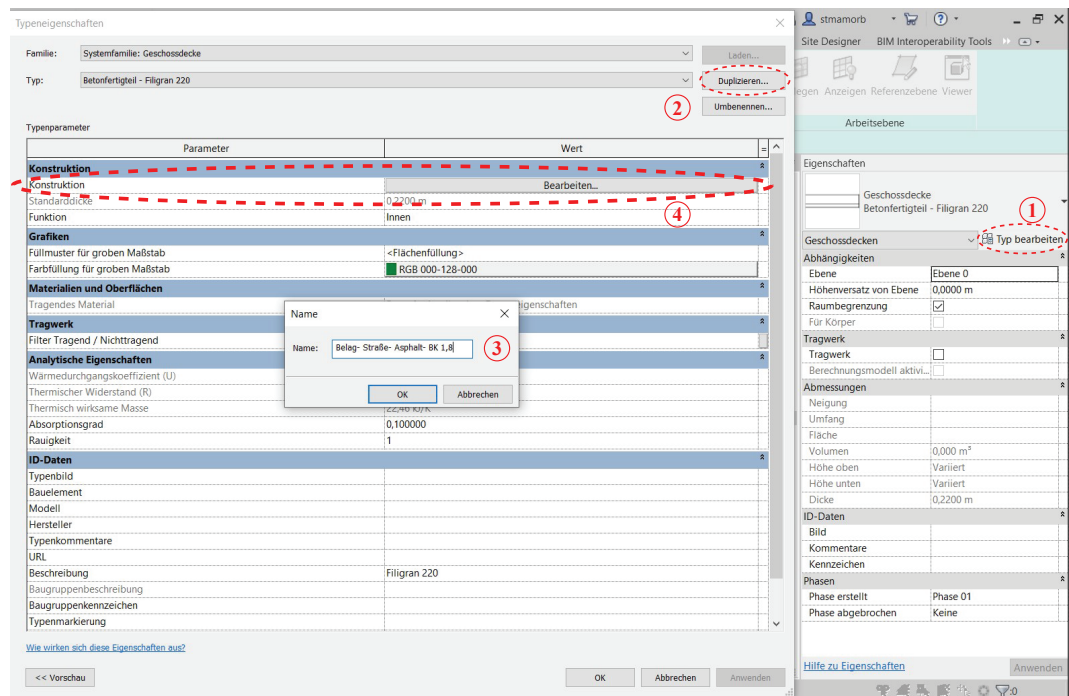 Typeneigenschaften
Familie: Systemfamilie: Geschossdecke Laden...
Typ: Betonfertigteil - Filigran 220 Duplizieren...
2 Umbenennen...
Typenparameter
Parameter Wert =
Konstruktion
Konstruktion Bearbeiten...
Standarddicke 0,2200 m
4
Funktion Innen
Grafiken
Füllmuster für groben Maßstab <Flächenfüllung>
Farbfüllung für groben Maßstab RGB 000-128-000
Materialien und Oberflächen
Tragendes Material
Tragwerk
Filter Tragend / Nichttragend
Analytische Eigenschaften
Wärmedurchgangskoeffizient (U)
Thermischer Widerstand (R)
Thermisch wirksame Masse 22,46 kJ/K
Absorptionsgrad 0,100000
Rauigkeit 1
ID-Daten
Typenbild
Bauelement
Modell
Hersteller
Typenkommentare
URL
Beschreibung Filigran 220
Baugruppenbeschreibung
Baugruppenkennzeichen
Typenmarkierung
Wie wirken sich diese Eigenschaften aus?
<< Vorschau OK Abbrechen Anwenden
Name
Name: Belag- Straße- Asphalt- BK 1,8 3
OK Abbrechen
stmamorb
Site Designer BIM Interoperability Tools
Anzeigen Referenzebene Viewer
Arbeitsebene
Eigenschaften
Geschossdecke
Betonfertigteil - Filigran 220
1
Geschossdecken Typ bearbeiten
Abhängigkeiten
Ebene Ebene 0
Höhenversatz von Ebene 0,0000 m
Raumbegrenzung
Für Körper
Tragwerk
Tragwerk
Berechnungsmodell aktivi...
Abmessungen
Neigung
Umfang
Fläche
Volumen 0,000 m³
Höhe oben Variiert
Höhe unten Variiert
Dicke 0,2200 m
ID-Daten
Bild
Kommentare
Kennzeichen
Phasen
Phase erstellt Phase 01
Phase abgebrochen Keine
Hilfe zu Eigenschaften Anwenden
:0